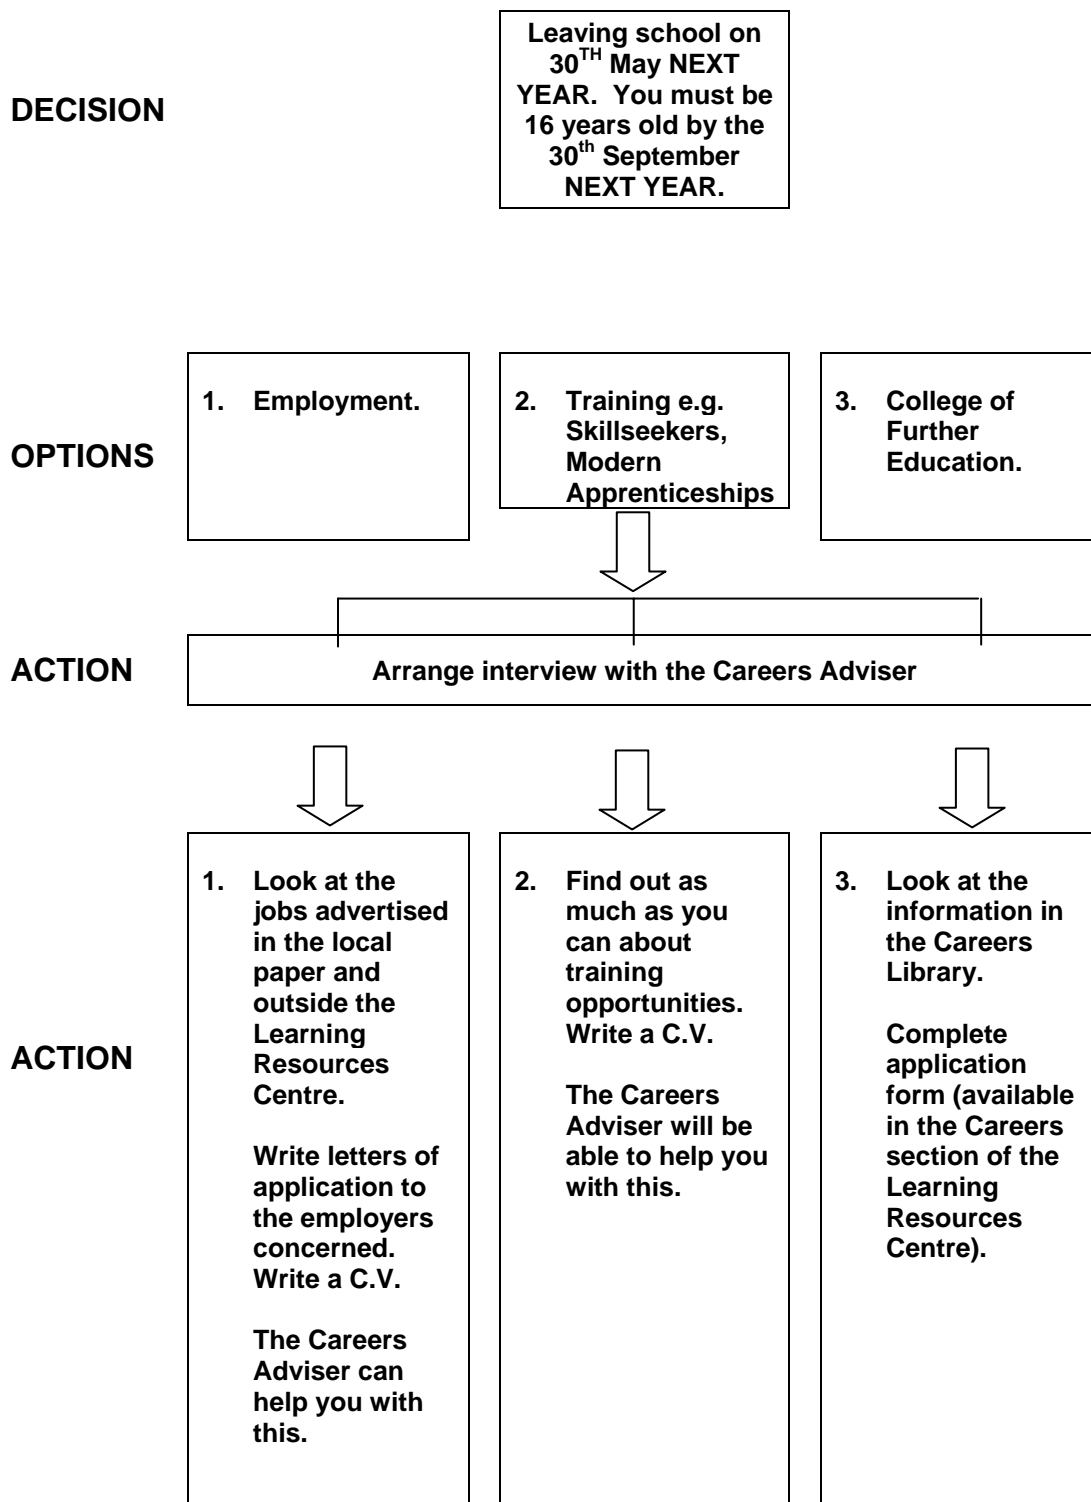 DECISION
Leaving school on
30TH May NEXT
YEAR. You must be
16 years old by the
30th September
NEXT YEAR.
OPTIONS
1. Employment.
2. Training e.g.
Skillseekers,
Modern
Apprenticeships
3. College of
Further
Education.
ACTION
Arrange interview with the Careers Adviser
ACTION
1. Look at the
jobs advertised
in the local
paper and
outside the
Learning
Resources
Centre.
Write letters of
application to
the employers
concerned.
Write a C.V.
The Careers
Adviser can
help you with
this.
2. Find out as
much as you
can about
training
opportunities.
Write a C.V.
The Careers
Adviser will be
able to help you
with this.
3. Look at the
information in
the Careers
Library.
Complete
application
form (available
in the Careers
section of the
Learning
Resources
Centre).